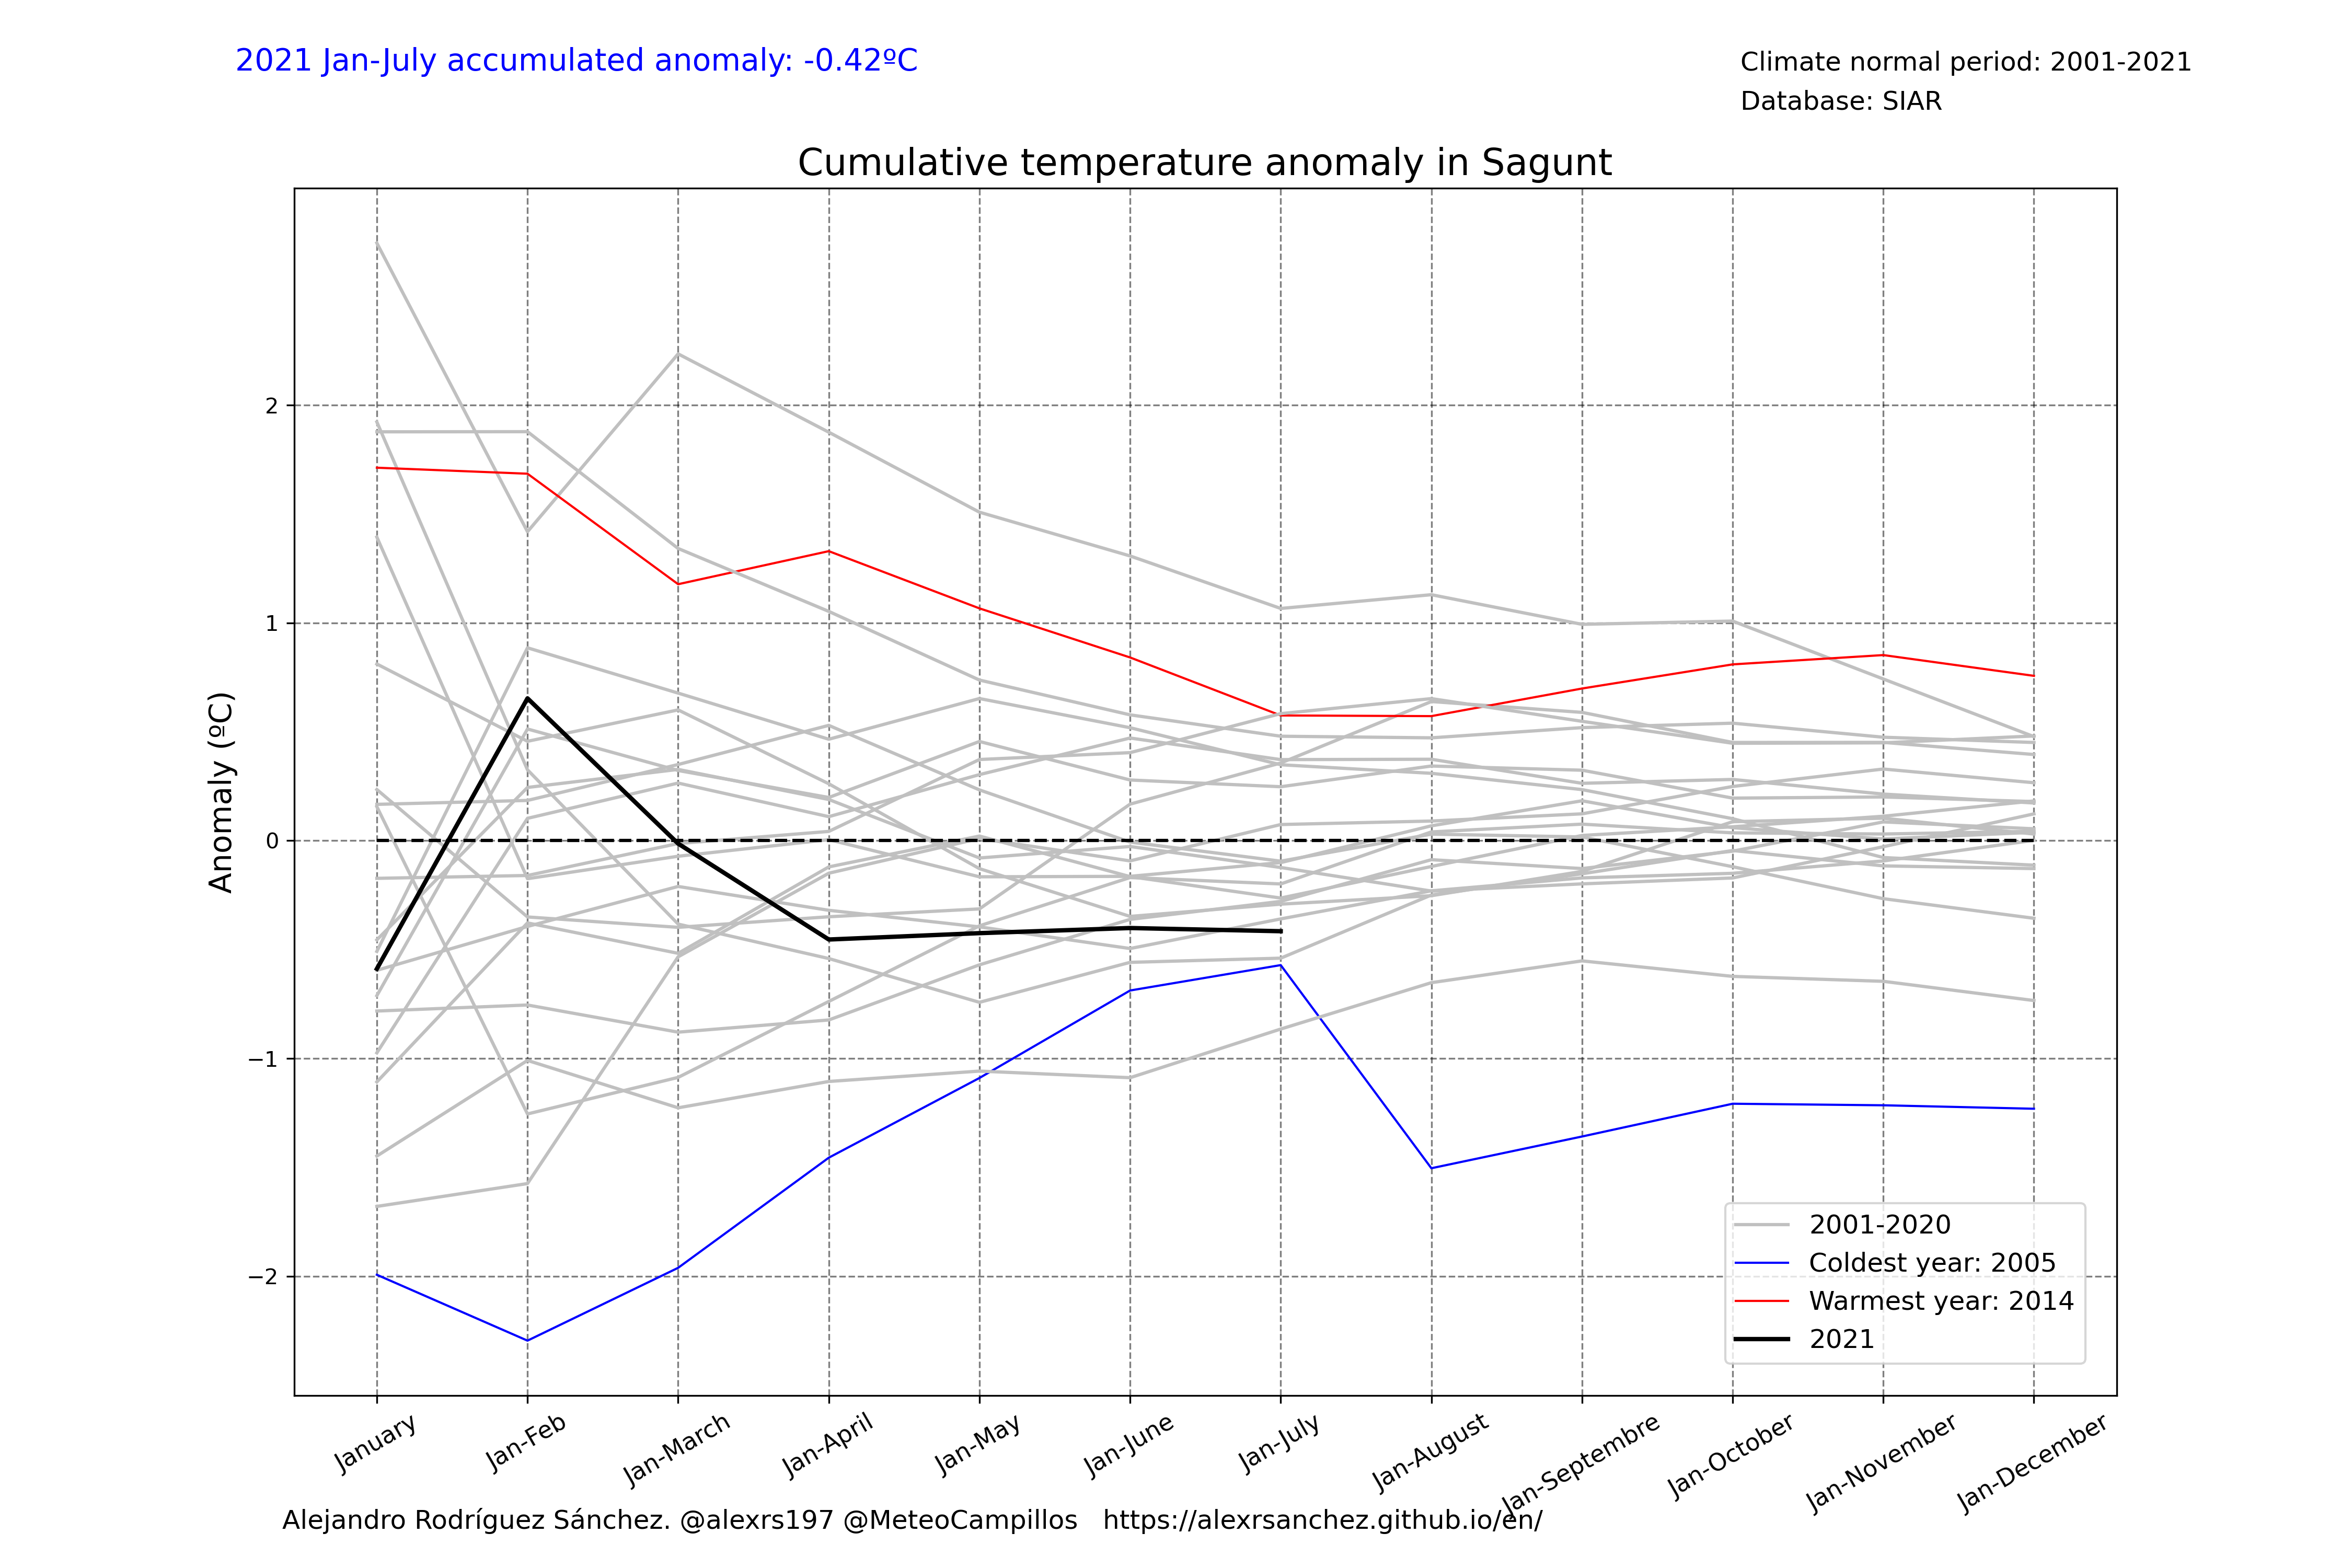 2021 Jan-July accumulated anomaly: -0.42ºC
Climate normal period: 2001-2021
Database: SIAR
Cumulative temperature anomaly in Sagunt
Anomaly (ºC)
2
1
0
−1
−2
2001-2020
Coldest year: 2005
Warmest year: 2014
2021
January
Jan-Feb
Jan-March
Jan-April
Jan-May
Jan-June
Jan-July
Jan-August
Jan-Septembre
Jan-October
Jan-November
Jan-December
Alejandro Rodríguez Sánchez. @alexrs197 @MeteoCampillos   https://alexrsanchez.github.io/en/